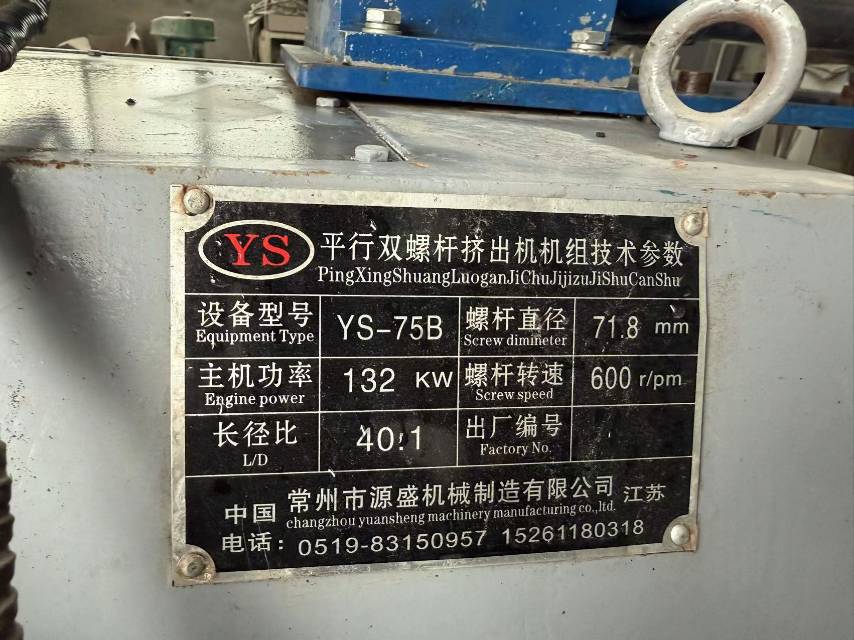 YS 平行双螺杆挤出机机组技术参数
PingXingShuangLuoganJiChuJijizuJiShuCanShu
设备型号 YS-75B 螺杆直径 71.8 mm
Equipment Type Screw dimineter
主机功率 132 KW 螺杆转速 600 r/pm
Engine power Screw speed
长径比 40:1 出厂编号
L/D Factory No.
中国 常州市源盛机械制造有限公司 江苏
changzhou yuansheng machinery manufacturing co.,ltd.
电话: 0519-83150957 15261180318